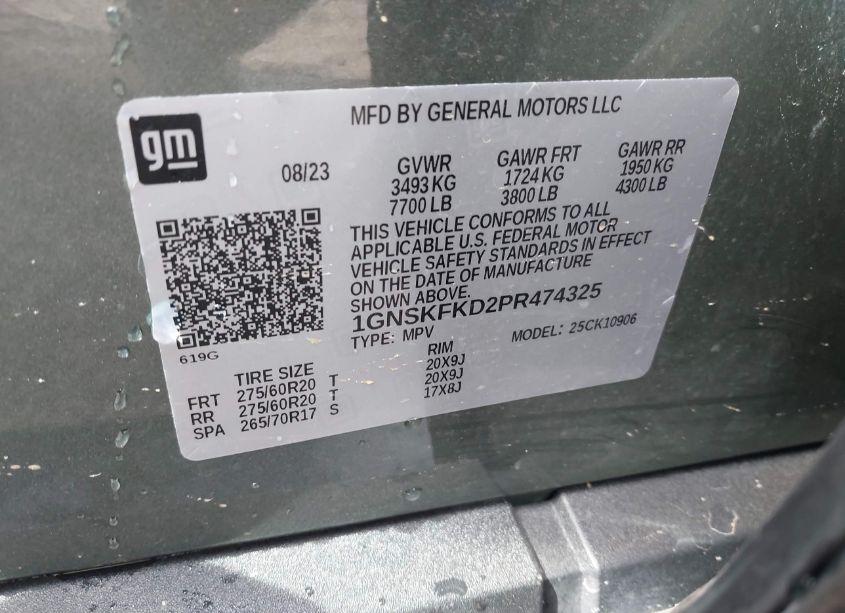 gm
MFD BY GENERAL MOTORS LLC
08/23
GVWR
3493 KG
7700 LB
GAWR FRT
1724 KG
3800 LB
GAWR RR
1950 KG
4300 LB
THIS VEHICLE CONFORMS TO ALL
APPLICABLE U.S. FEDERAL MOTOR
VEHICLE SAFETY STANDARDS IN EFFECT
ON THE DATE OF MANUFACTURE
SHOWN ABOVE.
1GNSKFKD2PR474325
TYPE: MPV
MODEL: 25CK10906
619G
TIRE SIZE
RIM
FRT 275/60R20 T 20X9J
RR 275/60R20 T 20X9J
SPA 265/70R17 S 17X8J